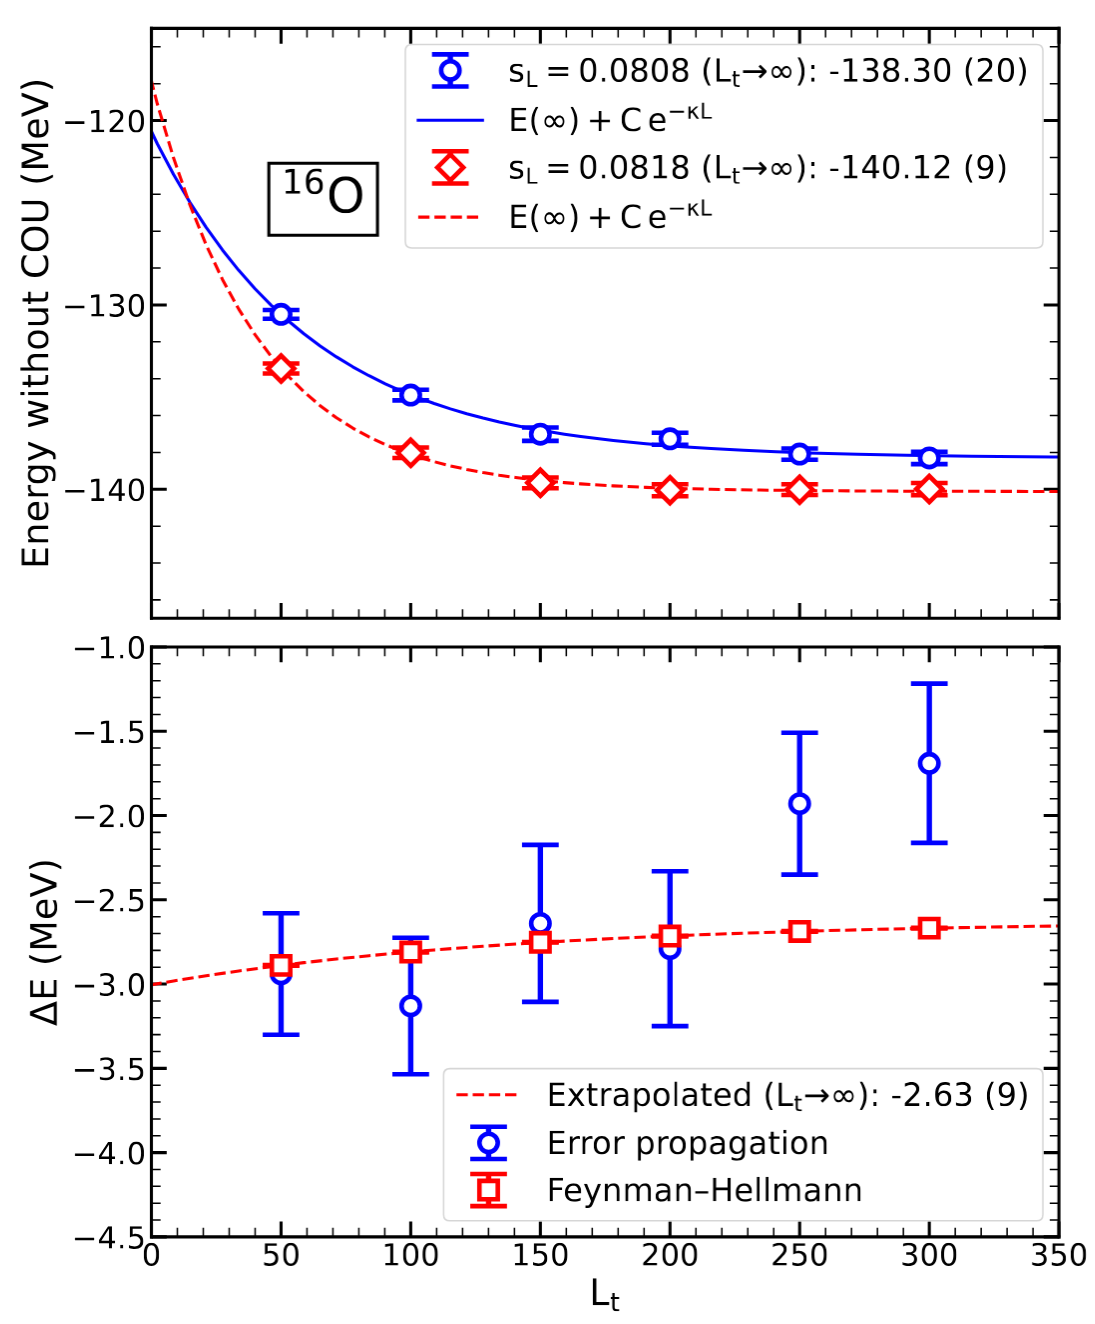 Energy without COU (MeV)
−120
−130
−140
¹⁶O
s_L = 0.0808 (L_t→∞): -138.30 (20)
E(∞) + C e^{−κL}
s_L = 0.0818 (L_t→∞): -140.12 (9)
E(∞) + C e^{−κL}
ΔE (MeV)
−1.0
−1.5
−2.0
−2.5
−3.0
−3.5
−4.0
−4.5
Extrapolated (L_t→∞): -2.63 (9)
Error propagation
Feynman–Hellmann
0 50 100 150 200 250 300 350
L_t